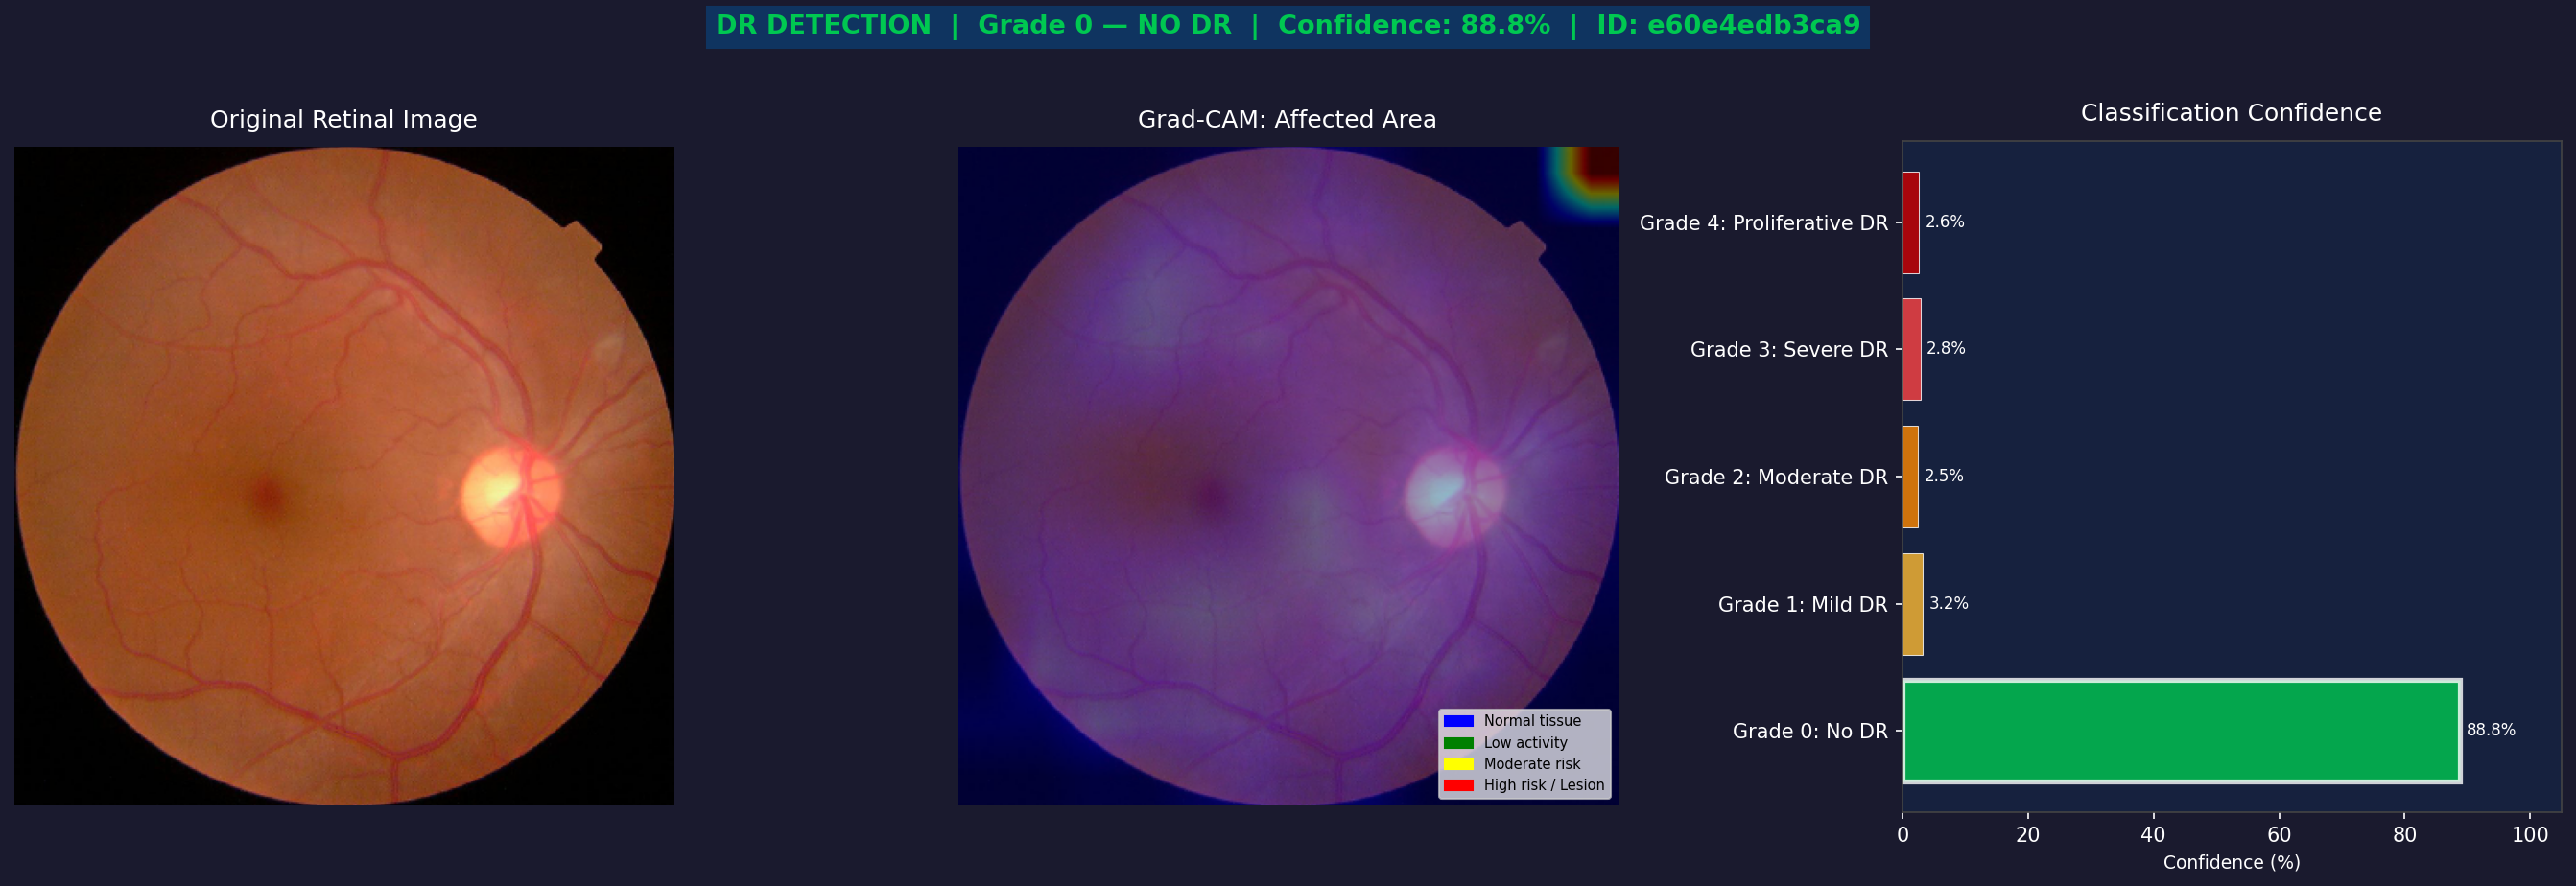 DR DETECTION | Grade 0 — NO DR | Confidence: 88.8% | ID: e60e4edb3ca9
Original Retinal Image
Grad-CAM: Affected Area
Normal tissue
Low activity
Moderate risk
High risk / Lesion
Classification Confidence
Grade 4: Proliferative DR 2.6%
Grade 3: Severe DR 2.8%
Grade 2: Moderate DR 2.5%
Grade 1: Mild DR 3.2%
Grade 0: No DR 88.8%
0 20 40 60 80 100
Confidence (%)